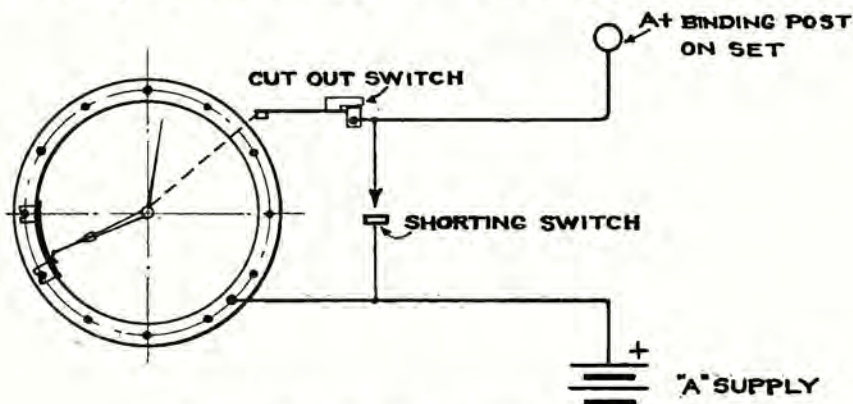 A+ BINDING POST
ON SET
CUT OUT SWITCH
SHORTING SWITCH
+
"A" SUPPLY